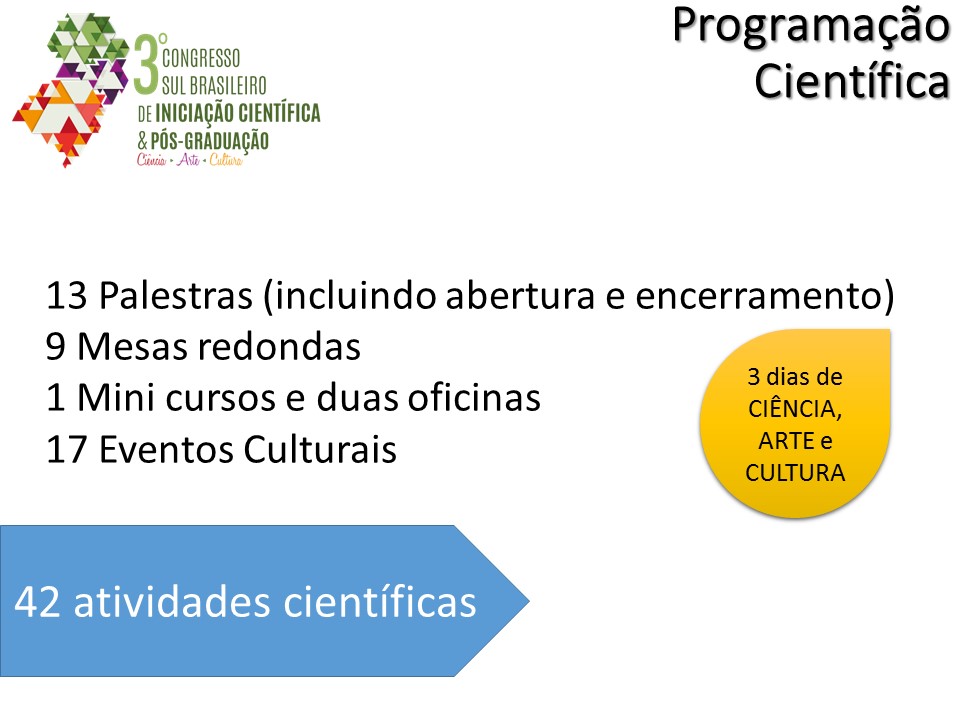 3º CONGRESSO
SUL BRASILEIRO
DE INICIAÇÃO CIENTÍFICA
& PÓS-GRADUAÇÃO
Ciência • Arte • Cultura
Programação
Científica
13 Palestras (incluindo abertura e encerramento)
9 Mesas redondas
1 Mini cursos e duas oficinas
17 Eventos Culturais
3 dias de
CIÊNCIA,
ARTE e
CULTURA
42 atividades científicas